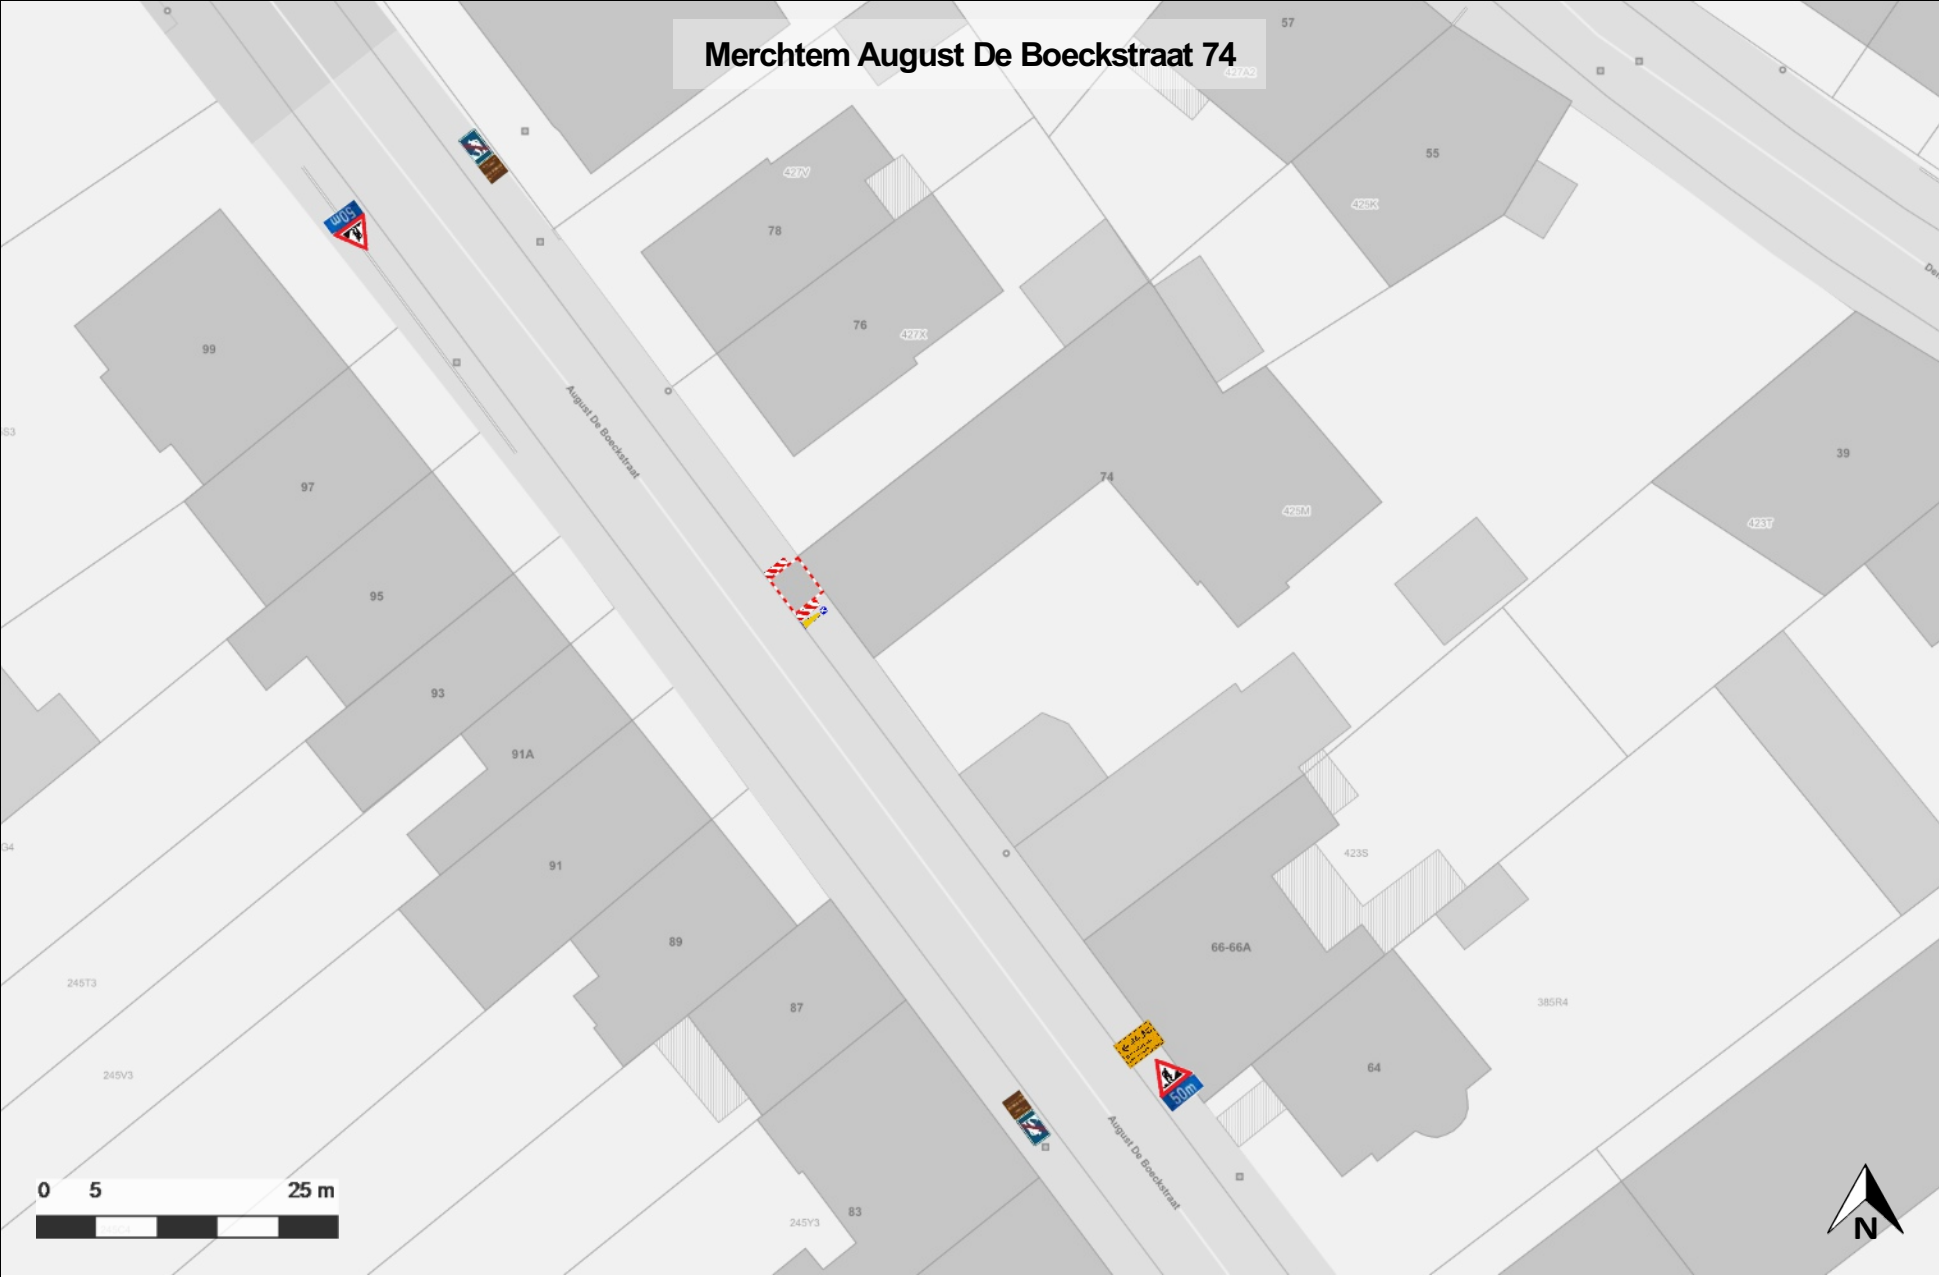 Merchtem August De Boeckstraat 74
57
427A2
55
427V
425K
78
50m
76
427X
99
August De Boeckstraat
39
97
74
425M
423T
95
93
91A
91
423S
89
66-66A
245T3
87
385R4
245V3
64
50m
August De Boeckstraat
0 5 25 m
83
245Y3
N